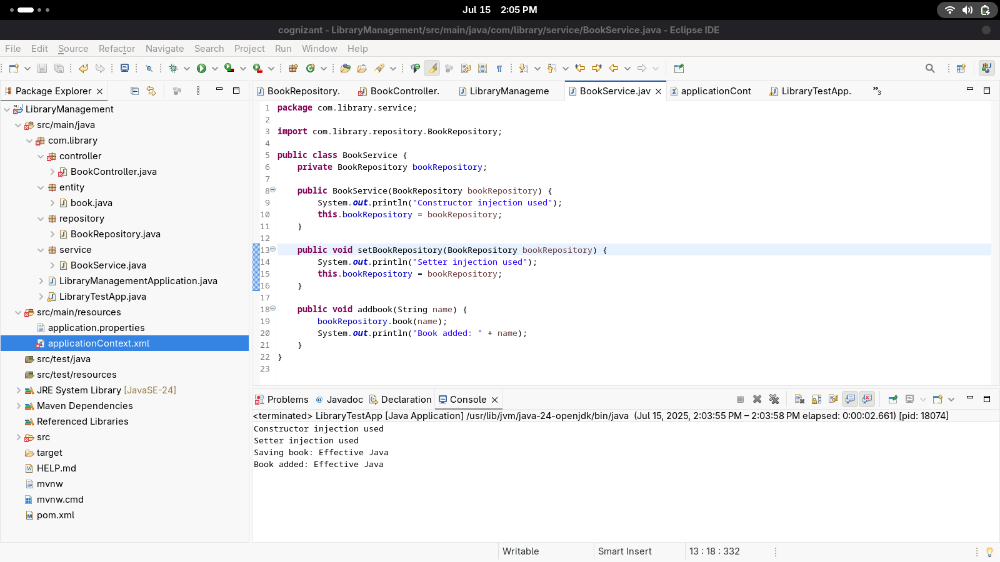 Jul 15 2:05 PM
cognizant - LibraryManagement/src/main/java/com/library/service/BookService.java - Eclipse IDE
File Edit Source Refactor Navigate Search Project Run Window Help
Package Explorer
LibraryManagement
src/main/java
com.library
controller
BookController.java
entity
book.java
repository
BookRepository.java
service
BookService.java
LibraryManagementApplication.java
LibraryTestApp.java
src/main/resources
application.properties
applicationContext.xml
src/test/java
src/test/resources
JRE System Library [JavaSE-24]
Maven Dependencies
Referenced Libraries
src
target
HELP.md
mvnw
mvnw.cmd
pom.xml
BookRepository. BookController. LibraryManageme BookService.jav applicationCont LibraryTestApp. »3
1 package com.library.service;
2
3 import com.library.repository.BookRepository;
4
5 public class BookService {
6 private BookRepository bookRepository;
7
8 public BookService(BookRepository bookRepository) {
9 System.out.println("Constructor injection used");
10 this.bookRepository = bookRepository;
11 }
12
13 public void setBookRepository(BookRepository bookRepository) {
14 System.out.println("Setter injection used");
15 this.bookRepository = bookRepository;
16 }
17
18 public void addbook(String name) {
19 bookRepository.book(name);
20 System.out.println("Book added: " + name);
21 }
22 }
23
Problems @ Javadoc Declaration Console
<terminated> LibraryTestApp [Java Application] /usr/lib/jvm/java-24-openjdk/bin/java (Jul 15, 2025, 2:03:55 PM – 2:03:58 PM elapsed: 0:00:02.661) [pid: 18074]
Constructor injection used
Setter injection used
Saving book: Effective Java
Book added: Effective Java
Writable Smart Insert 13 : 18 : 332